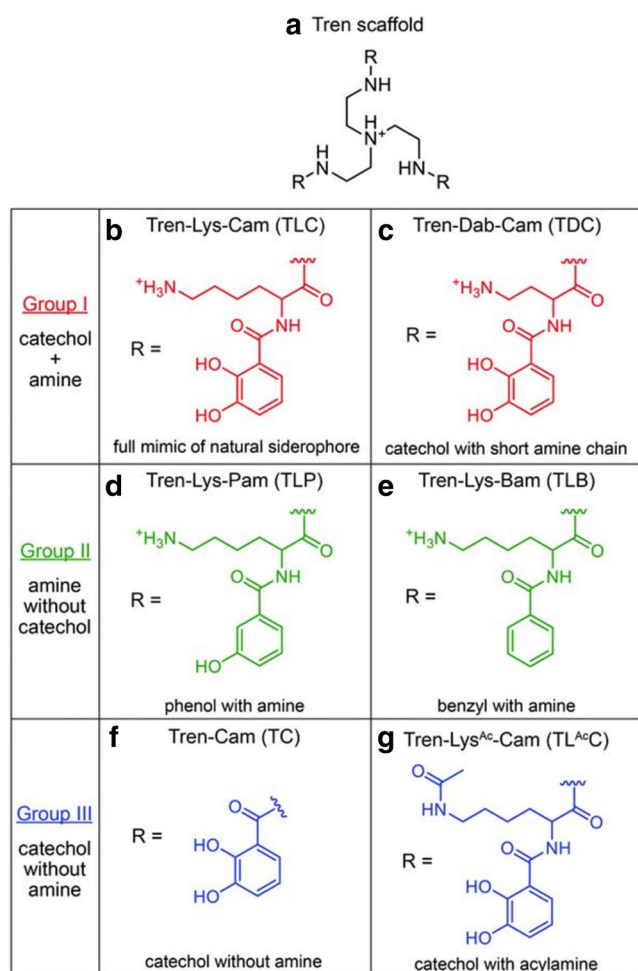 a Tren scaffold
R
NH
H
N+
H
N
R
HN
R
Group I
catechol
+
amine
b Tren-Lys-Cam (TLC)
+H3N
O
O
NH
R =
HO
HO
full mimic of natural siderophore
c Tren-Dab-Cam (TDC)
+H3N
O
O
NH
R =
HO
HO
catechol with short amine chain
Group II
amine
without
catechol
d Tren-Lys-Pam (TLP)
+H3N
O
O
NH
R =
HO
phenol with amine
e Tren-Lys-Bam (TLB)
+H3N
O
O
NH
R =
benzyl with amine
Group III
catechol
without
amine
f Tren-Cam (TC)
O
R =
HO
HO
catechol without amine
g Tren-LysAc-Cam (TLAcC)
O
HN
O
O
NH
R =
HO
HO
catechol with acylamine